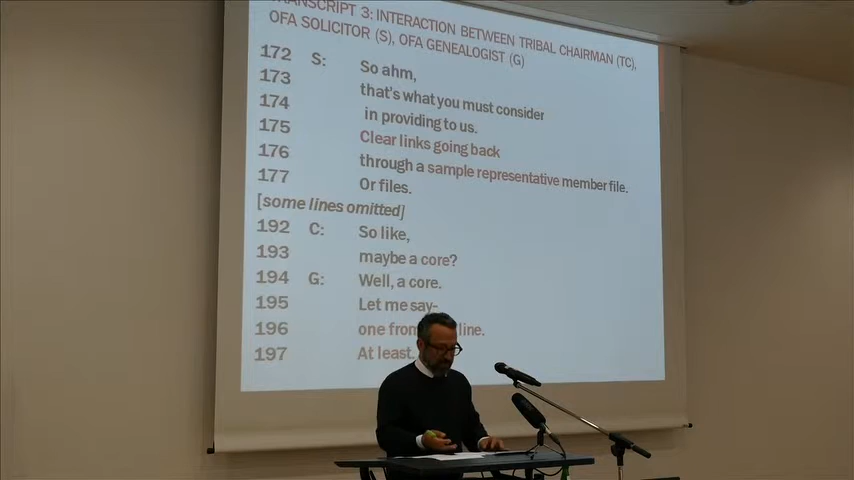 TRANSCRIPT 3: INTERACTION BETWEEN TRIBAL CHAIRMAN (TC),
OFA SOLICITOR (S), OFA GENEALOGIST (G)
172 S: So ahm,
173 that's what you must consider
174 in providing to us.
175 Clear links going back
176 through a sample representative member file.
177 Or files.
[some lines omitted]
192 C: So like,
193 maybe a core?
194 G: Well, a core.
195 Let me say-
196 one from line.
197 At least.